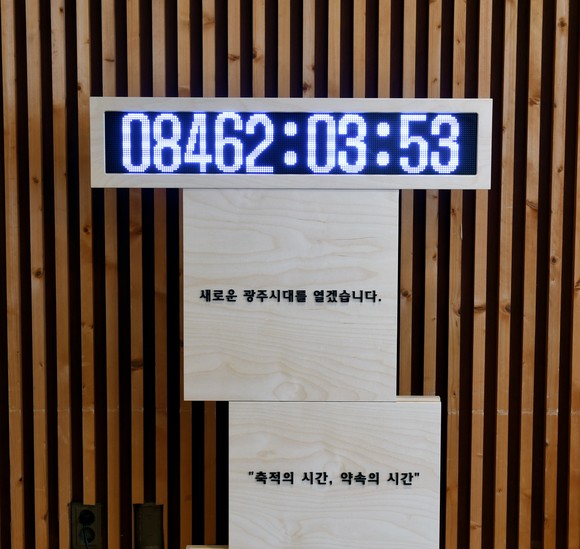 08462:03:53
새로운 광주시대를 열겠습니다.
"축적의 시간, 약속의 시간"